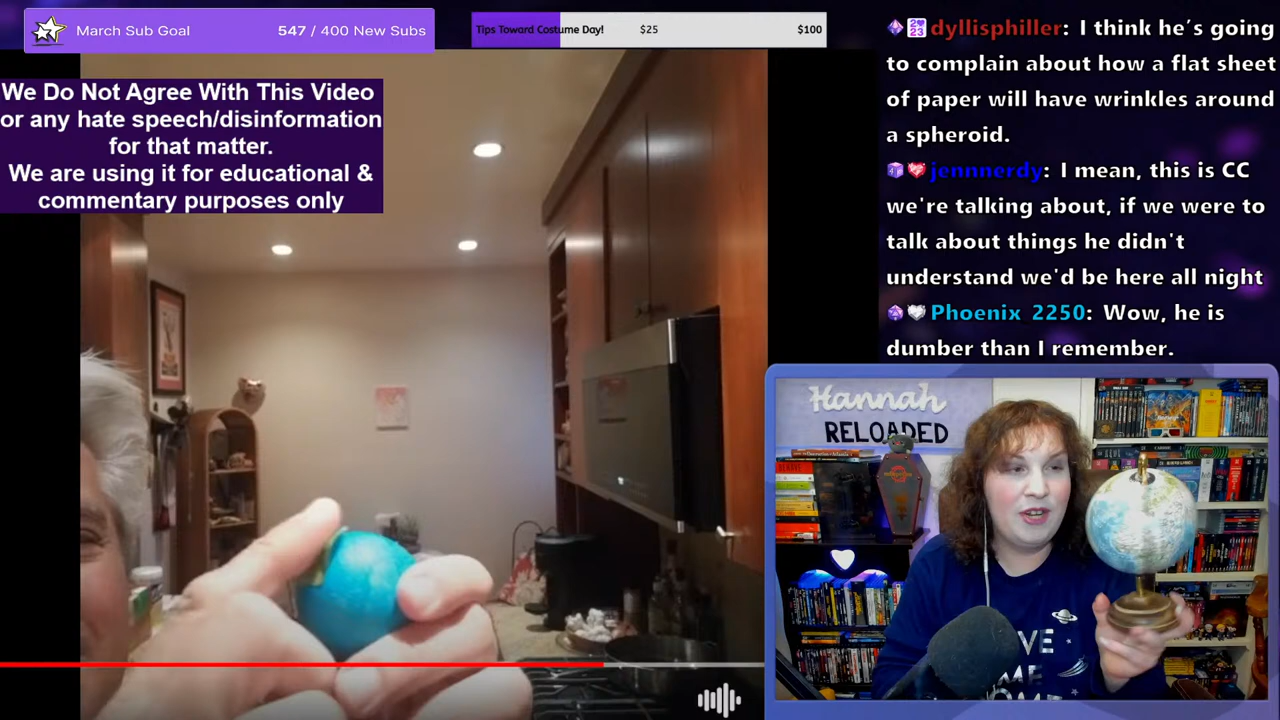 March Sub Goal
547 / 400 New Subs
Tips Toward Costume Day!
$25
$100
We Do Not Agree With This Video
or any hate speech/disinformation
for that matter.
We are using it for educational &
commentary purposes only
dyllisphiller: I think he's going
to complain about how a flat sheet
of paper will have wrinkles around
a spheroid.
jennnerdy: I mean, this is CC
we're talking about, if we were to
talk about things he didn't
understand we'd be here all night
Phoenix_2250: Wow, he is
dumber than I remember.
Hannah
RELOADED